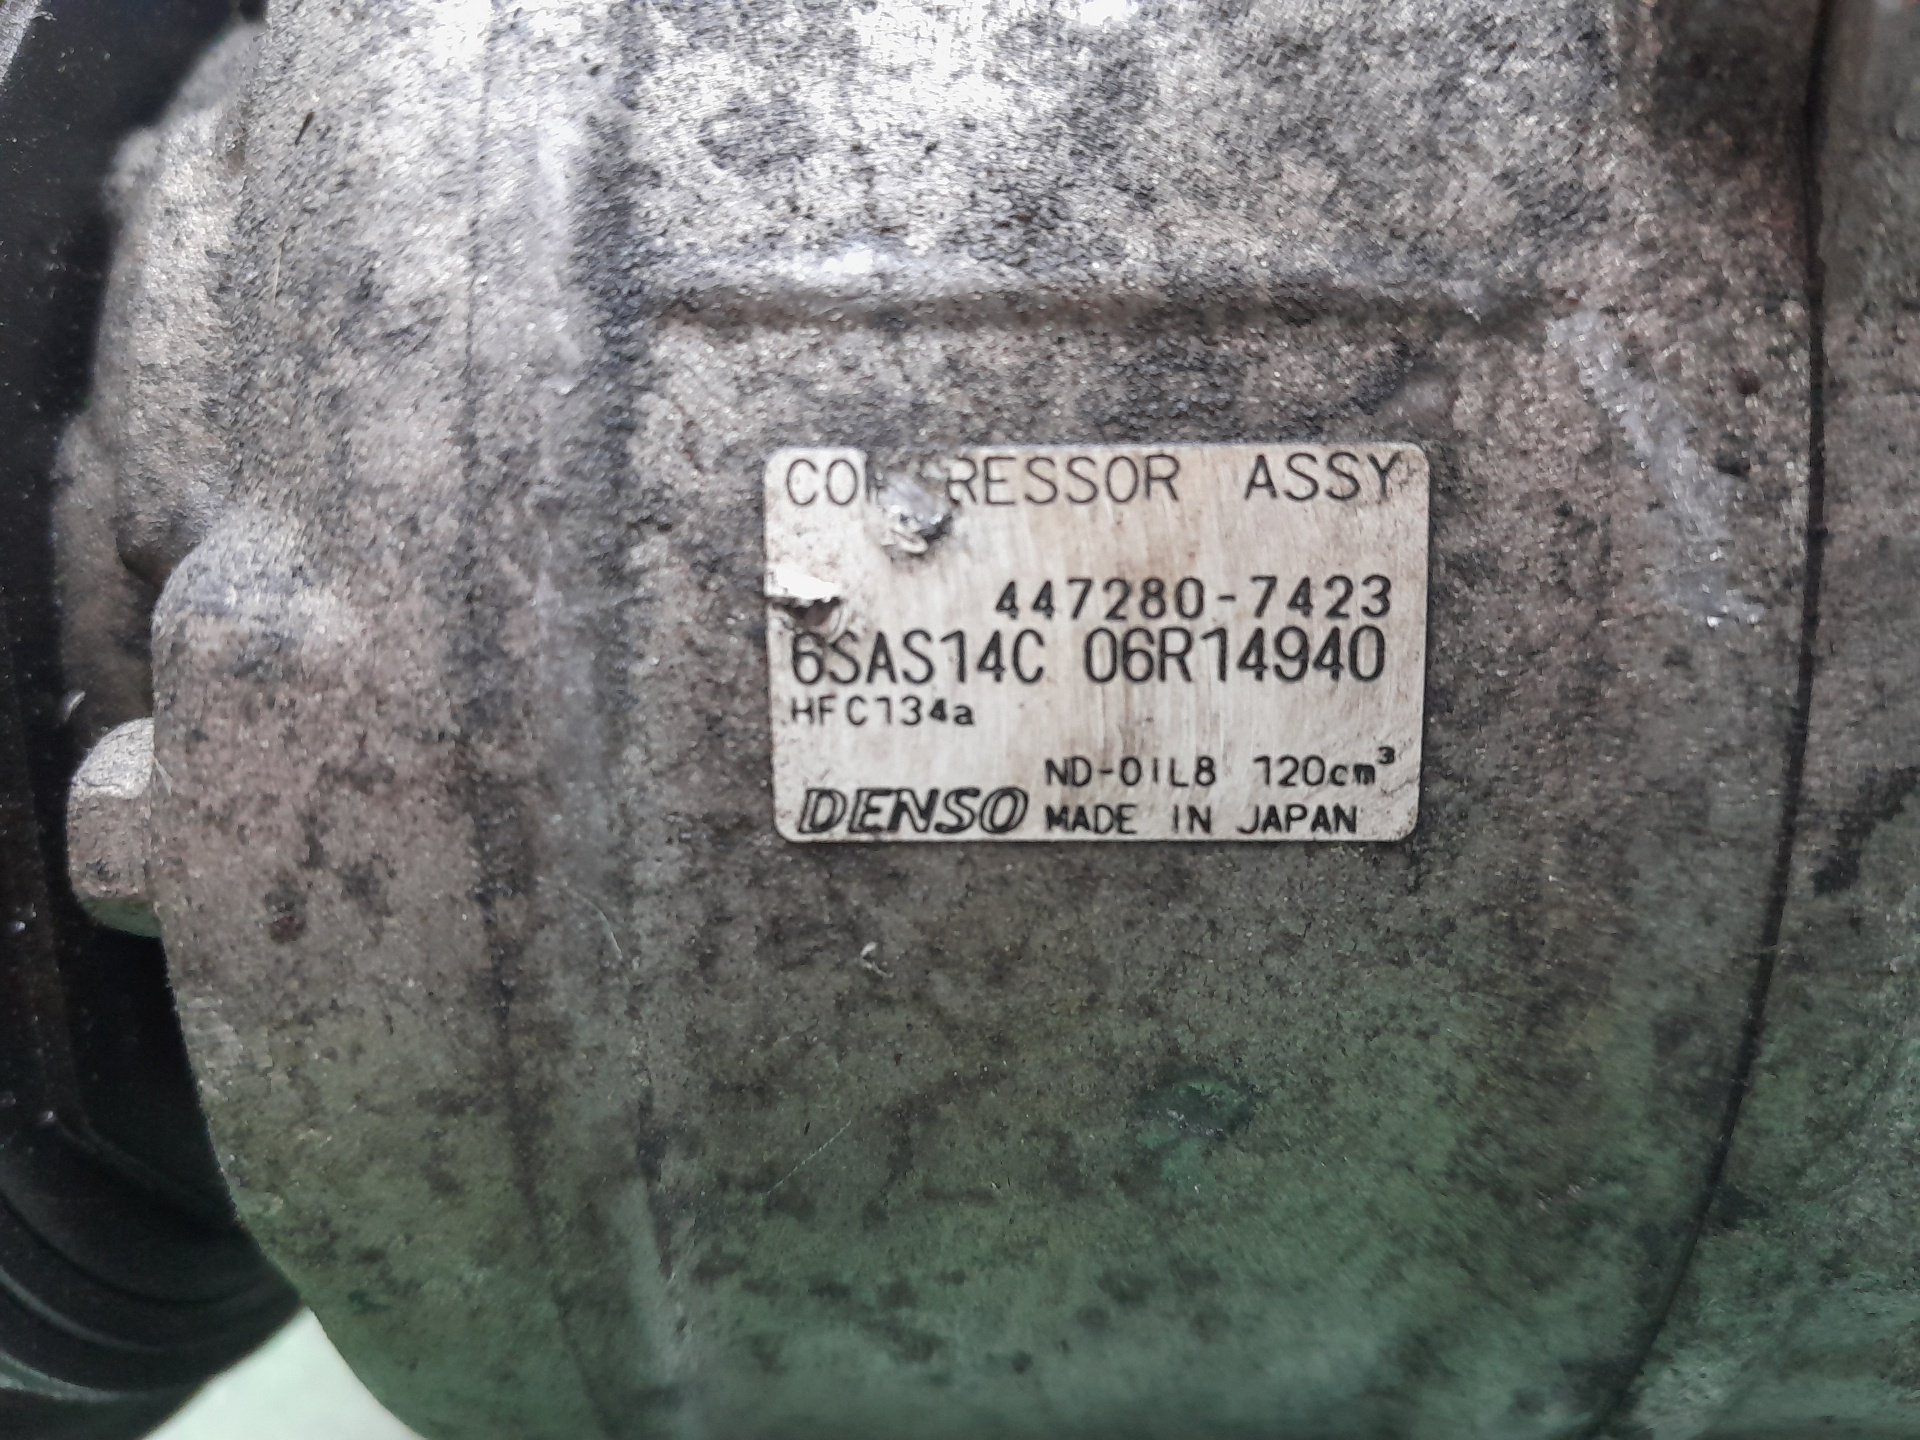 COMPRESSOR ASSY
447280-7423
6SAS14C 06R14940
HFC134a
ND-OIL8 120cm³
DENSO MADE IN JAPAN